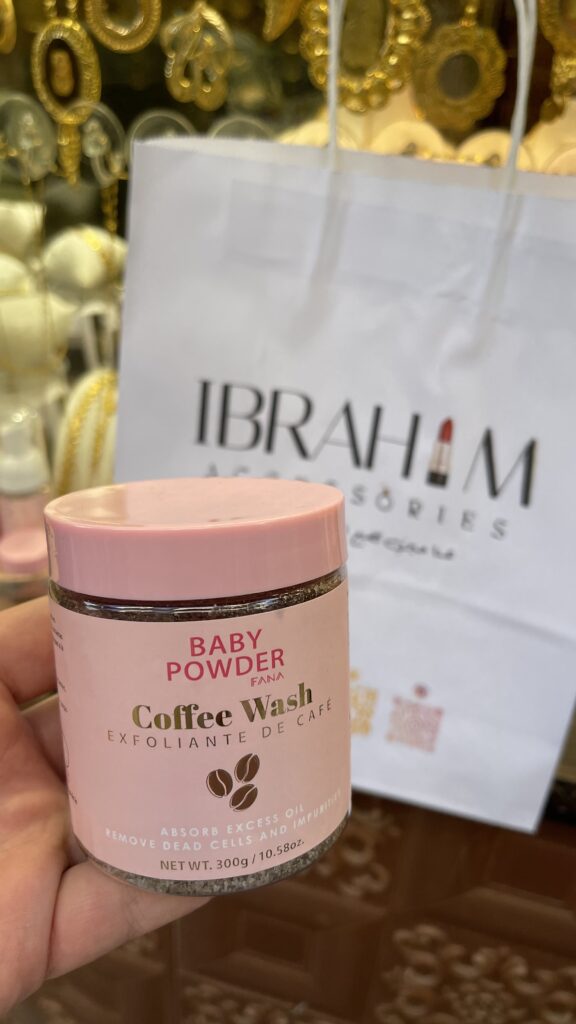 IBRAHIM
ACCESSORIES
BABY
POWDER
FANA
Coffee Wash
EXFOLIANTE DE CAFÉ
ABSORB EXCESS OIL
REMOVE DEAD CELLS AND IMPURITIES
NET WT. 300g / 10.58oz.